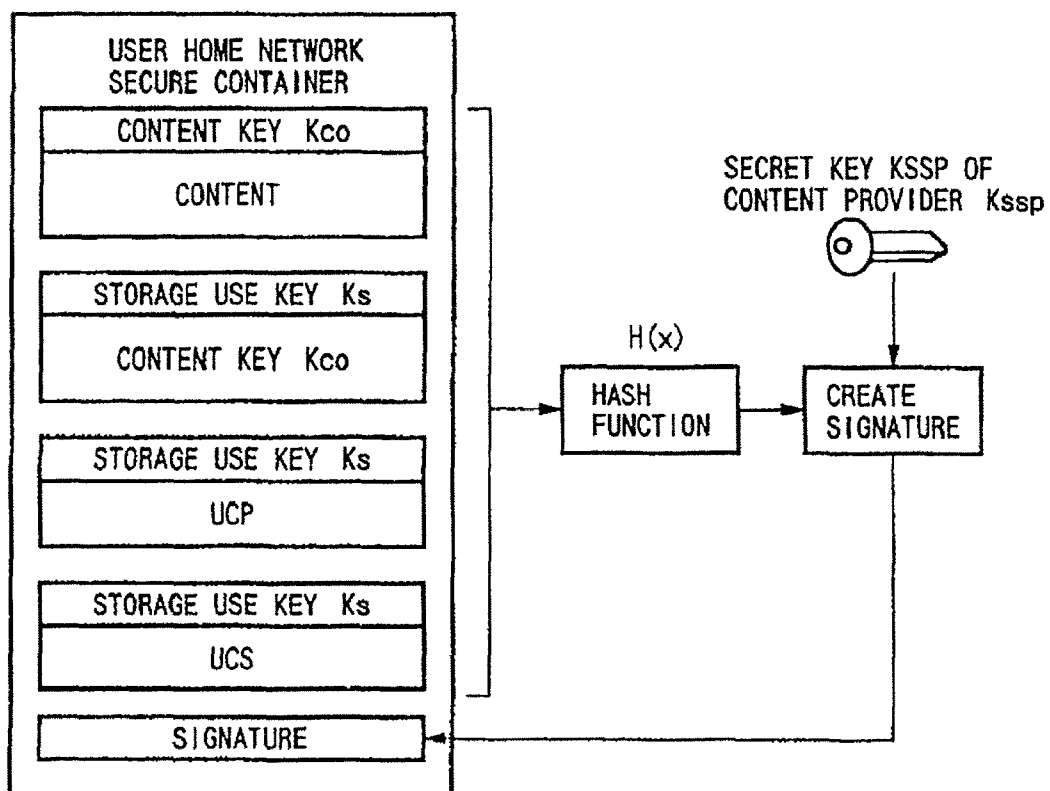 USER HOME NETWORK
SECURE CONTAINER
CONTENT KEY Kco
CONTENT
STORAGE USE KEY Ks
CONTENT KEY Kco
STORAGE USE KEY Ks
UCP
STORAGE USE KEY Ks
UCS
SIGNATURE
H(x)
HASH
FUNCTION
SECRET KEY KSSP OF
CONTENT PROVIDER Kssp
CREATE
SIGNATURE